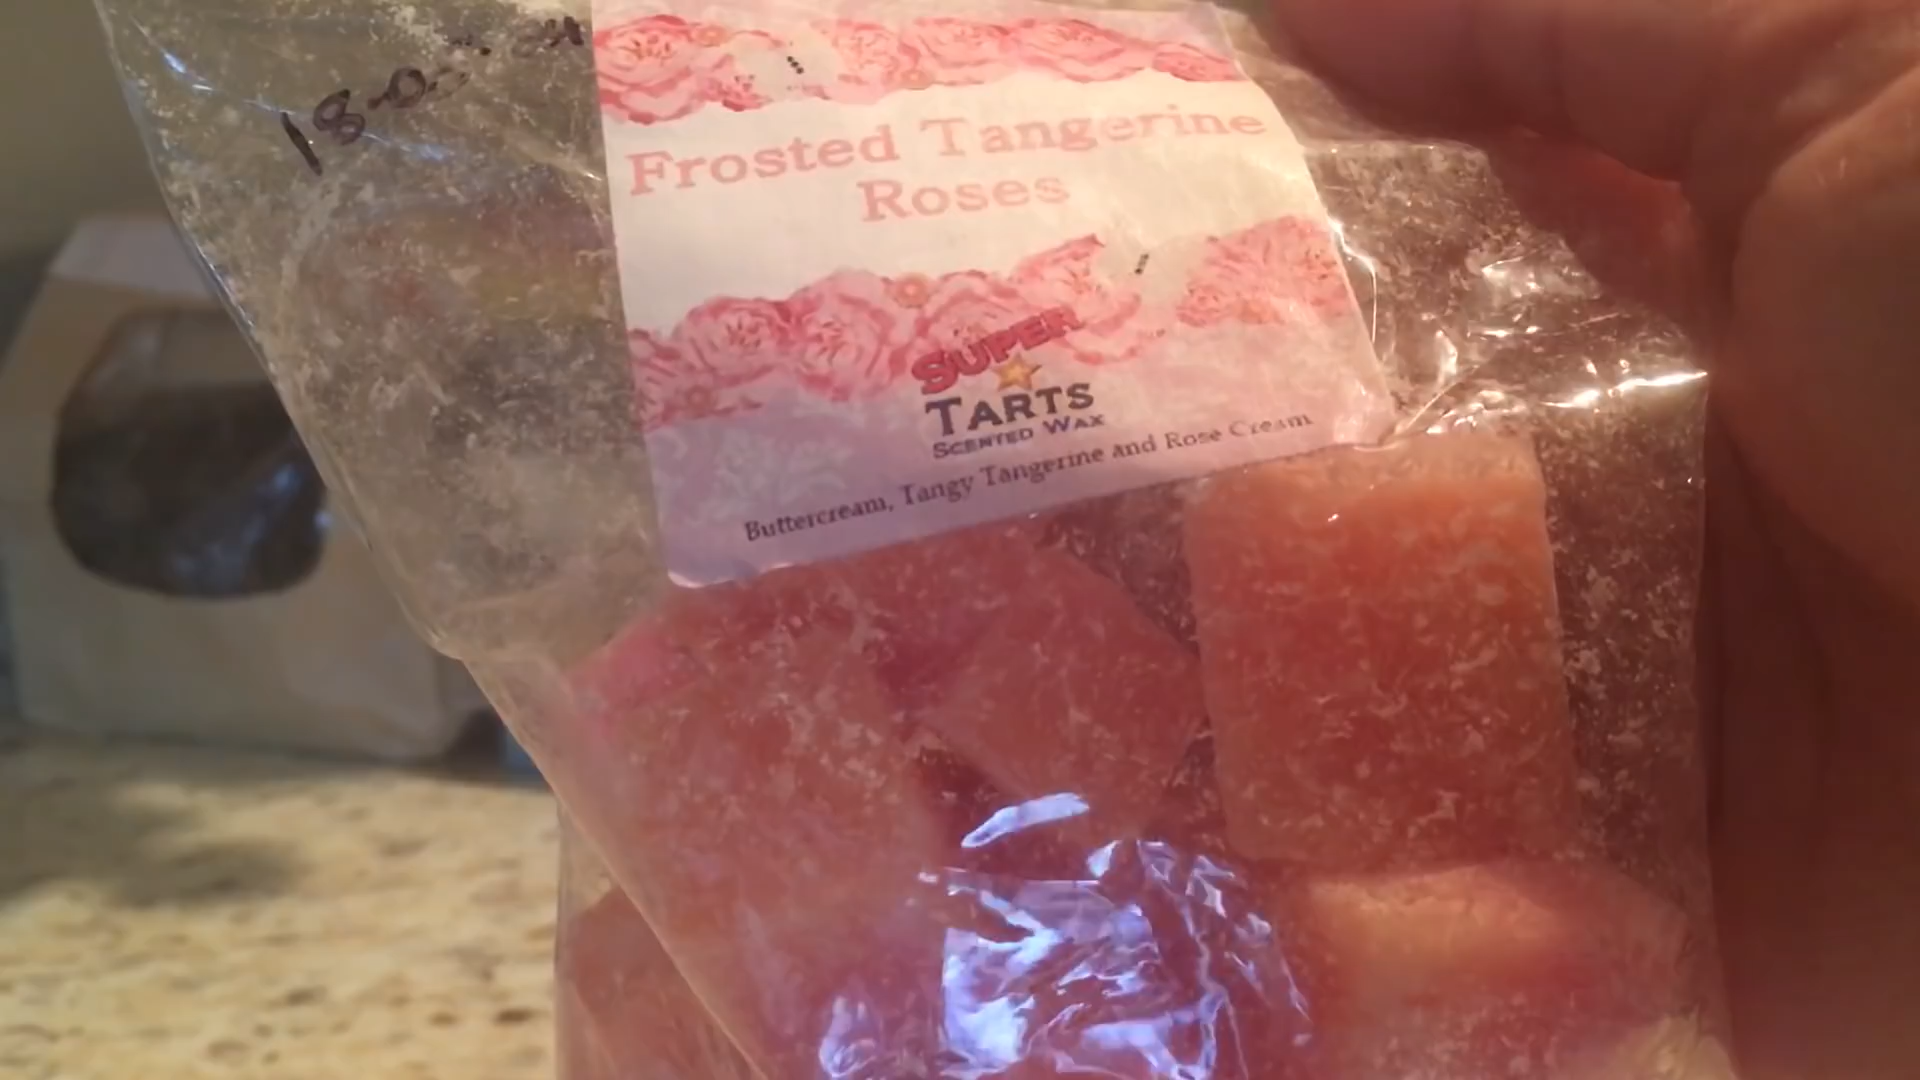 Frosted Tangerine
Roses
SUPER
TARTS
SCENTED WAX
Buttercream, Tangy Tangerine and Rose Cream